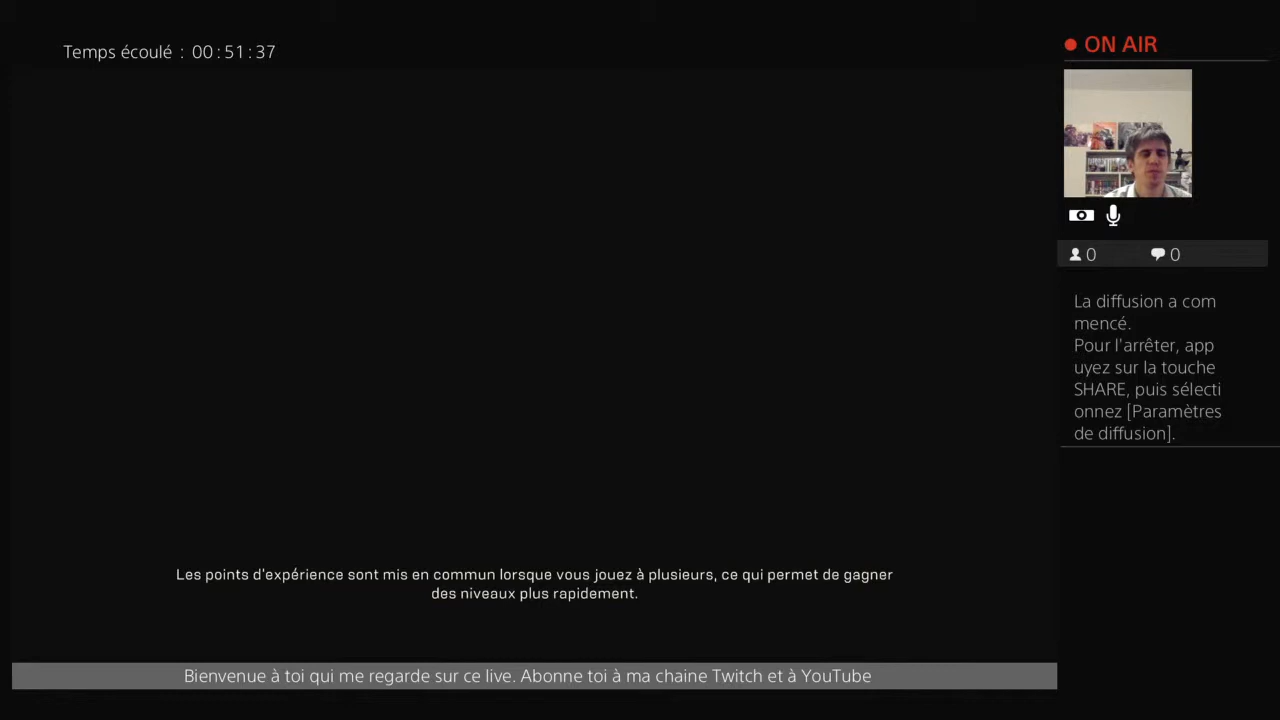 Temps écoulé : 00:51:37
ON AIR
0
0
La diffusion a com
mencé.
Pour l'arrêter, app
uyez sur la touche
SHARE, puis sélecti
onnez [Paramètres
de diffusion].
Les points d'expérience sont mis en commun lorsque vous jouez à plusieurs, ce qui permet de gagner
des niveaux plus rapidement.
Bienvenue à toi qui me regarde sur ce live. Abonne toi à ma chaine Twitch et à YouTube